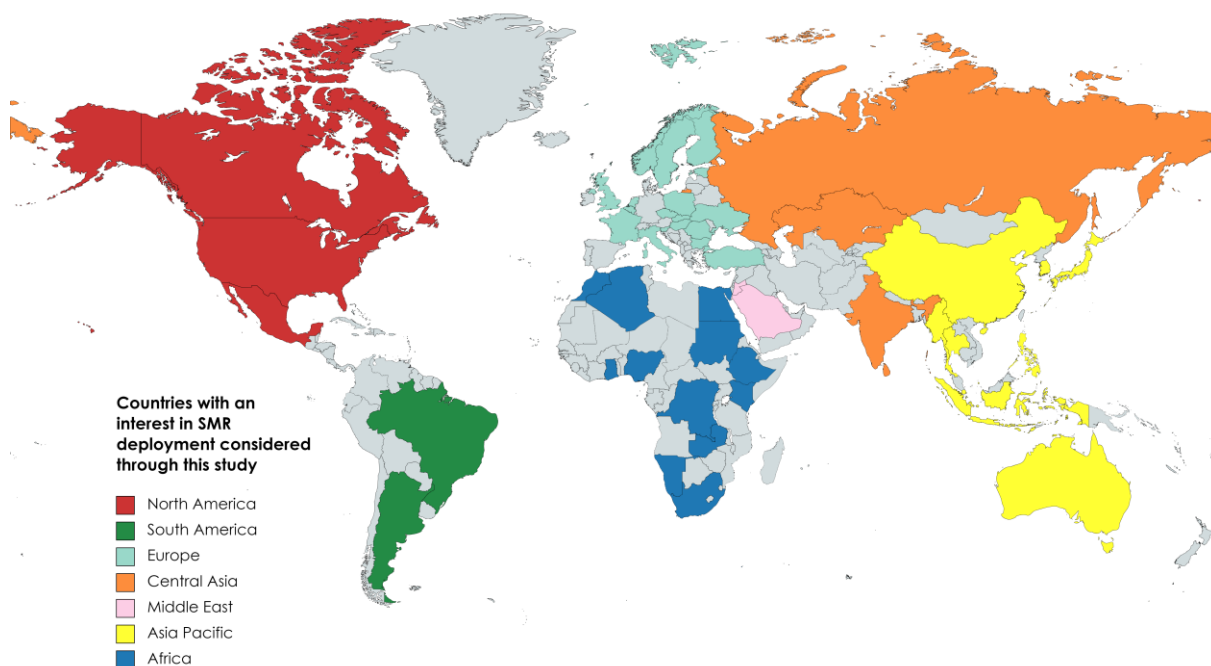 Countries with an
interest in SMR
deployment considered
through this study
North America
South America
Europe
Central Asia
Middle East
Asia Pacific
Africa